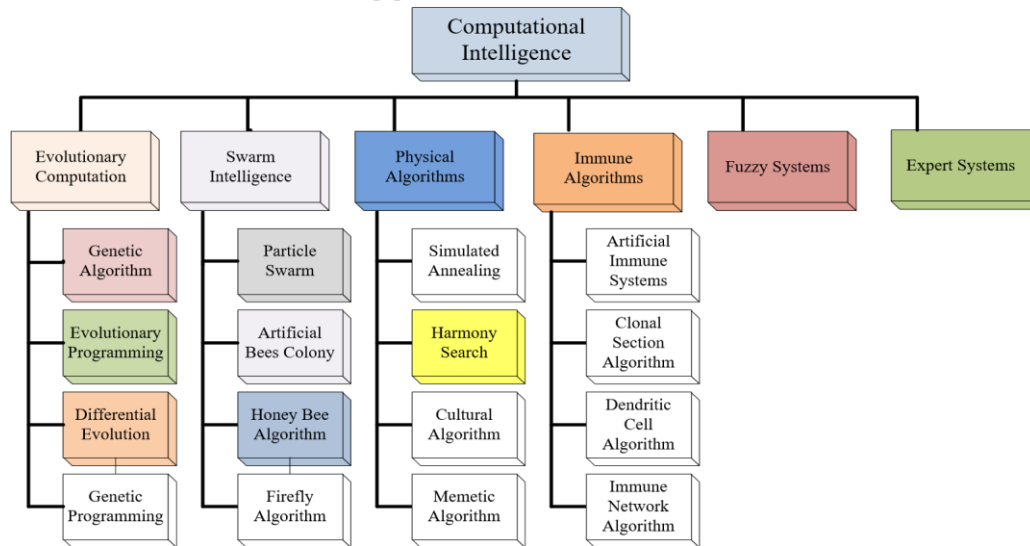 Computational
Intelligence
Evolutionary
Computation
Swarm
Intelligence
Physical
Algorithms
Immune
Algorithms
Fuzzy Systems
Expert Systems
Genetic
Algorithm
Particle
Swarm
Simulated
Annealing
Artificial
Immune
Systems
Evolutionary
Programming
Artificial
Bees Colony
Harmony
Search
Clonal
Section
Algorithm
Differential
Evolution
Honey Bee
Algorithm
Cultural
Algorithm
Dendritic
Cell
Algorithm
Genetic
Programming
Firefly
Algorithm
Memetic
Algorithm
Immune
Network
Algorithm